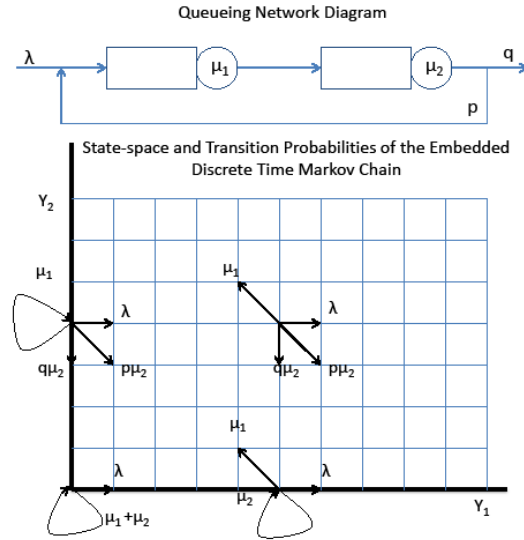 Queueing Network Diagram
λ
μ₁
μ₂
q
p
State-space and Transition Probabilities of the Embedded
Discrete Time Markov Chain
Y₂
μ₁
λ
qμ₂
pμ₂
μ₁
λ
qμ₂
pμ₂
μ₁
λ
μ₁+μ₂
μ₂
λ
Y₁